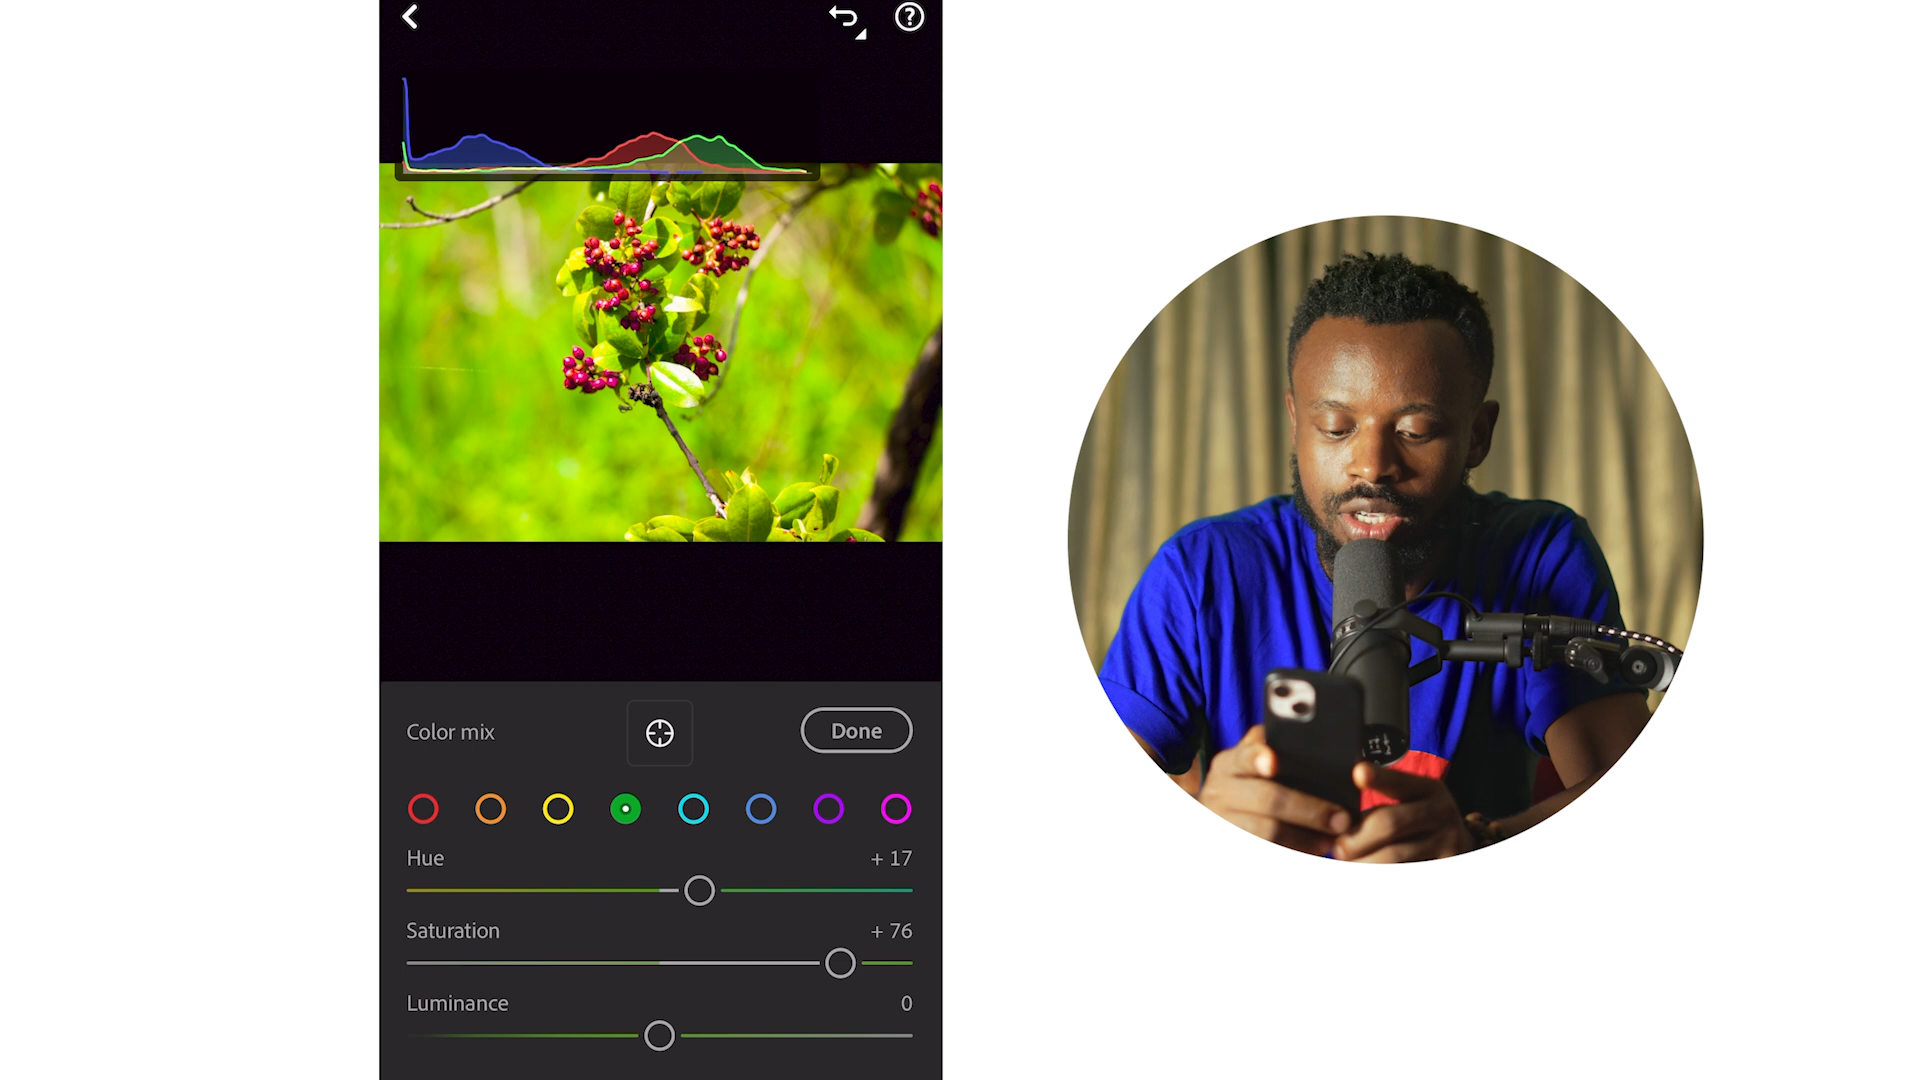 Color mix
Done
Hue
+ 17
Saturation
+ 76
Luminance
0